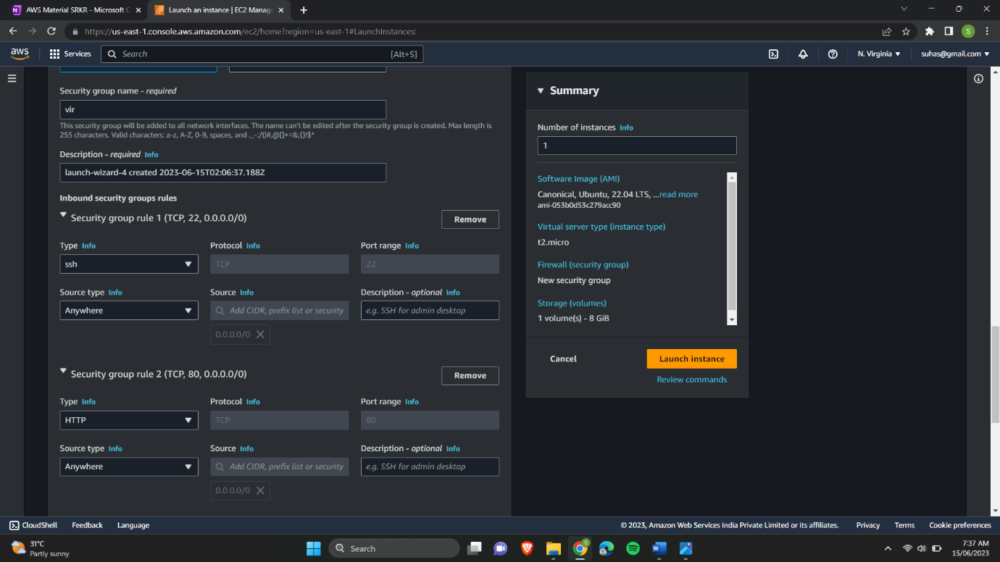 AWS Material SRKR - Microsoft O
Launch an instance | EC2 Manage
https://us-east-1.console.aws.amazon.com/ec2/home?region=us-east-1#LaunchInstances:
S
aws
Services
Search
[Alt+S]
N. Virginia
suhas@gmail.com
Security group name - required
vir
This security group will be added to all network interfaces. The name can't be edited after the security group is created. Max length is
255 characters. Valid characters: a-z, A-Z, 0-9, spaces, and ._-:/()#,@[]+=&;{}!$*
Description - required Info
launch-wizard-4 created 2023-06-15T02:06:37.188Z
Inbound security groups rules
Security group rule 1 (TCP, 22, 0.0.0.0/0)
Remove
Type Info
Protocol Info
Port range Info
ssh
TCP
22
Source type Info
Source Info
Description - optional Info
Anywhere
Add CIDR, prefix list or security
e.g. SSH for admin desktop
0.0.0.0/0
Security group rule 2 (TCP, 80, 0.0.0.0/0)
Remove
Type Info
Protocol Info
Port range Info
HTTP
TCP
80
Source type Info
Source Info
Description - optional Info
Anywhere
Add CIDR, prefix list or security
e.g. SSH for admin desktop
0.0.0.0/0
Summary
Number of instances Info
1
Software Image (AMI)
Canonical, Ubuntu, 22.04 LTS, ...read more
ami-053b0d53c279acc90
Virtual server type (instance type)
t2.micro
Firewall (security group)
New security group
Storage (volumes)
1 volume(s) - 8 GiB
Cancel
Launch instance
Review commands
CloudShell
Feedback
Language
© 2023, Amazon Web Services India Private Limited or its affiliates.
Privacy
Terms
Cookie preferences
31°C
Partly sunny
Search
7:37 AM
15/06/2023